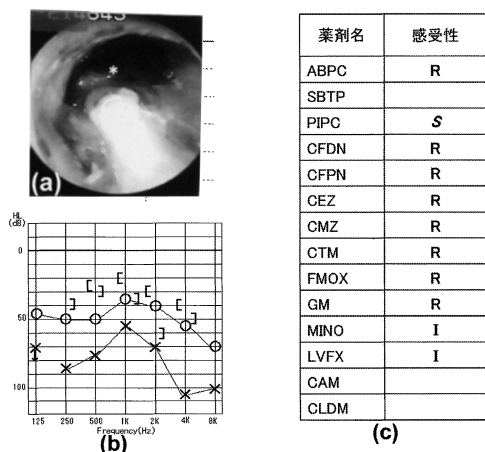 214643
(a)
*
HL
(dB)
0
50
100
125 250 500 1K 2K 4K 8K
Frequency(Hz)
(b)
薬剤名 感受性
ABPC R
SBTP
PIPC S
CFDN R
CFPN R
CEZ R
CMZ R
CTM R
FMOX R
GM R
MINO I
LVFX I
CAM
CLDM
(c)